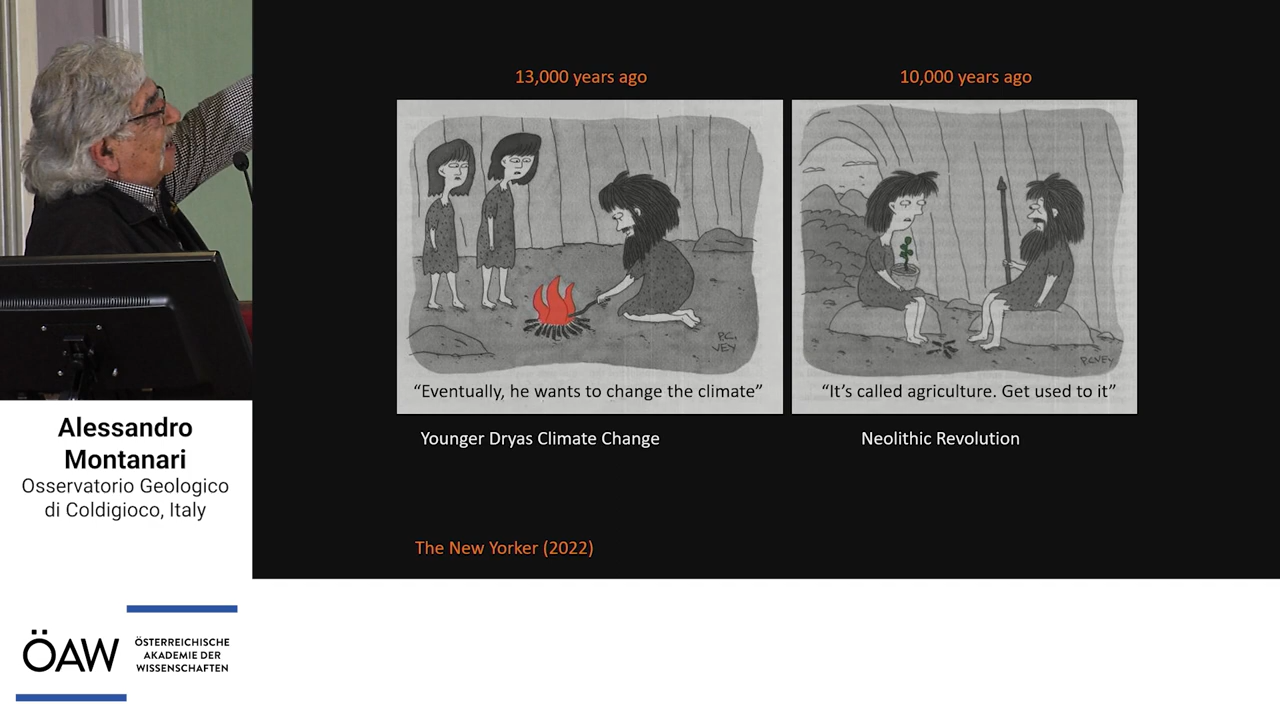 13,000 years ago
10,000 years ago
P.C. VEY
P.C. VEY
“Eventually, he wants to change the climate”
“It’s called agriculture. Get used to it”
Younger Dryas Climate Change
Neolithic Revolution
The New Yorker (2022)
Alessandro
Montanari
Osservatorio Geologico
di Coldigioco, Italy
ÖAW
ÖSTERREICHISCHE
AKADEMIE DER
WISSENSCHAFTEN